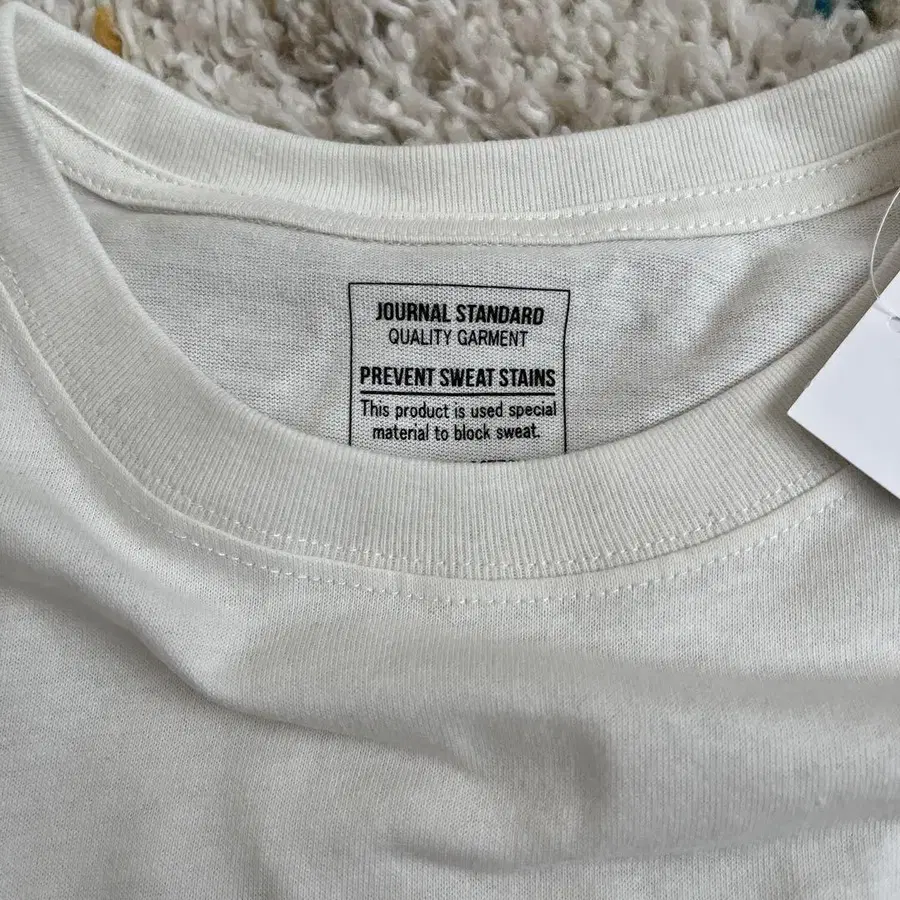 JOURNAL STANDARD
QUALITY GARMENT
PREVENT SWEAT STAINS
This product is used special
material to block sweat.